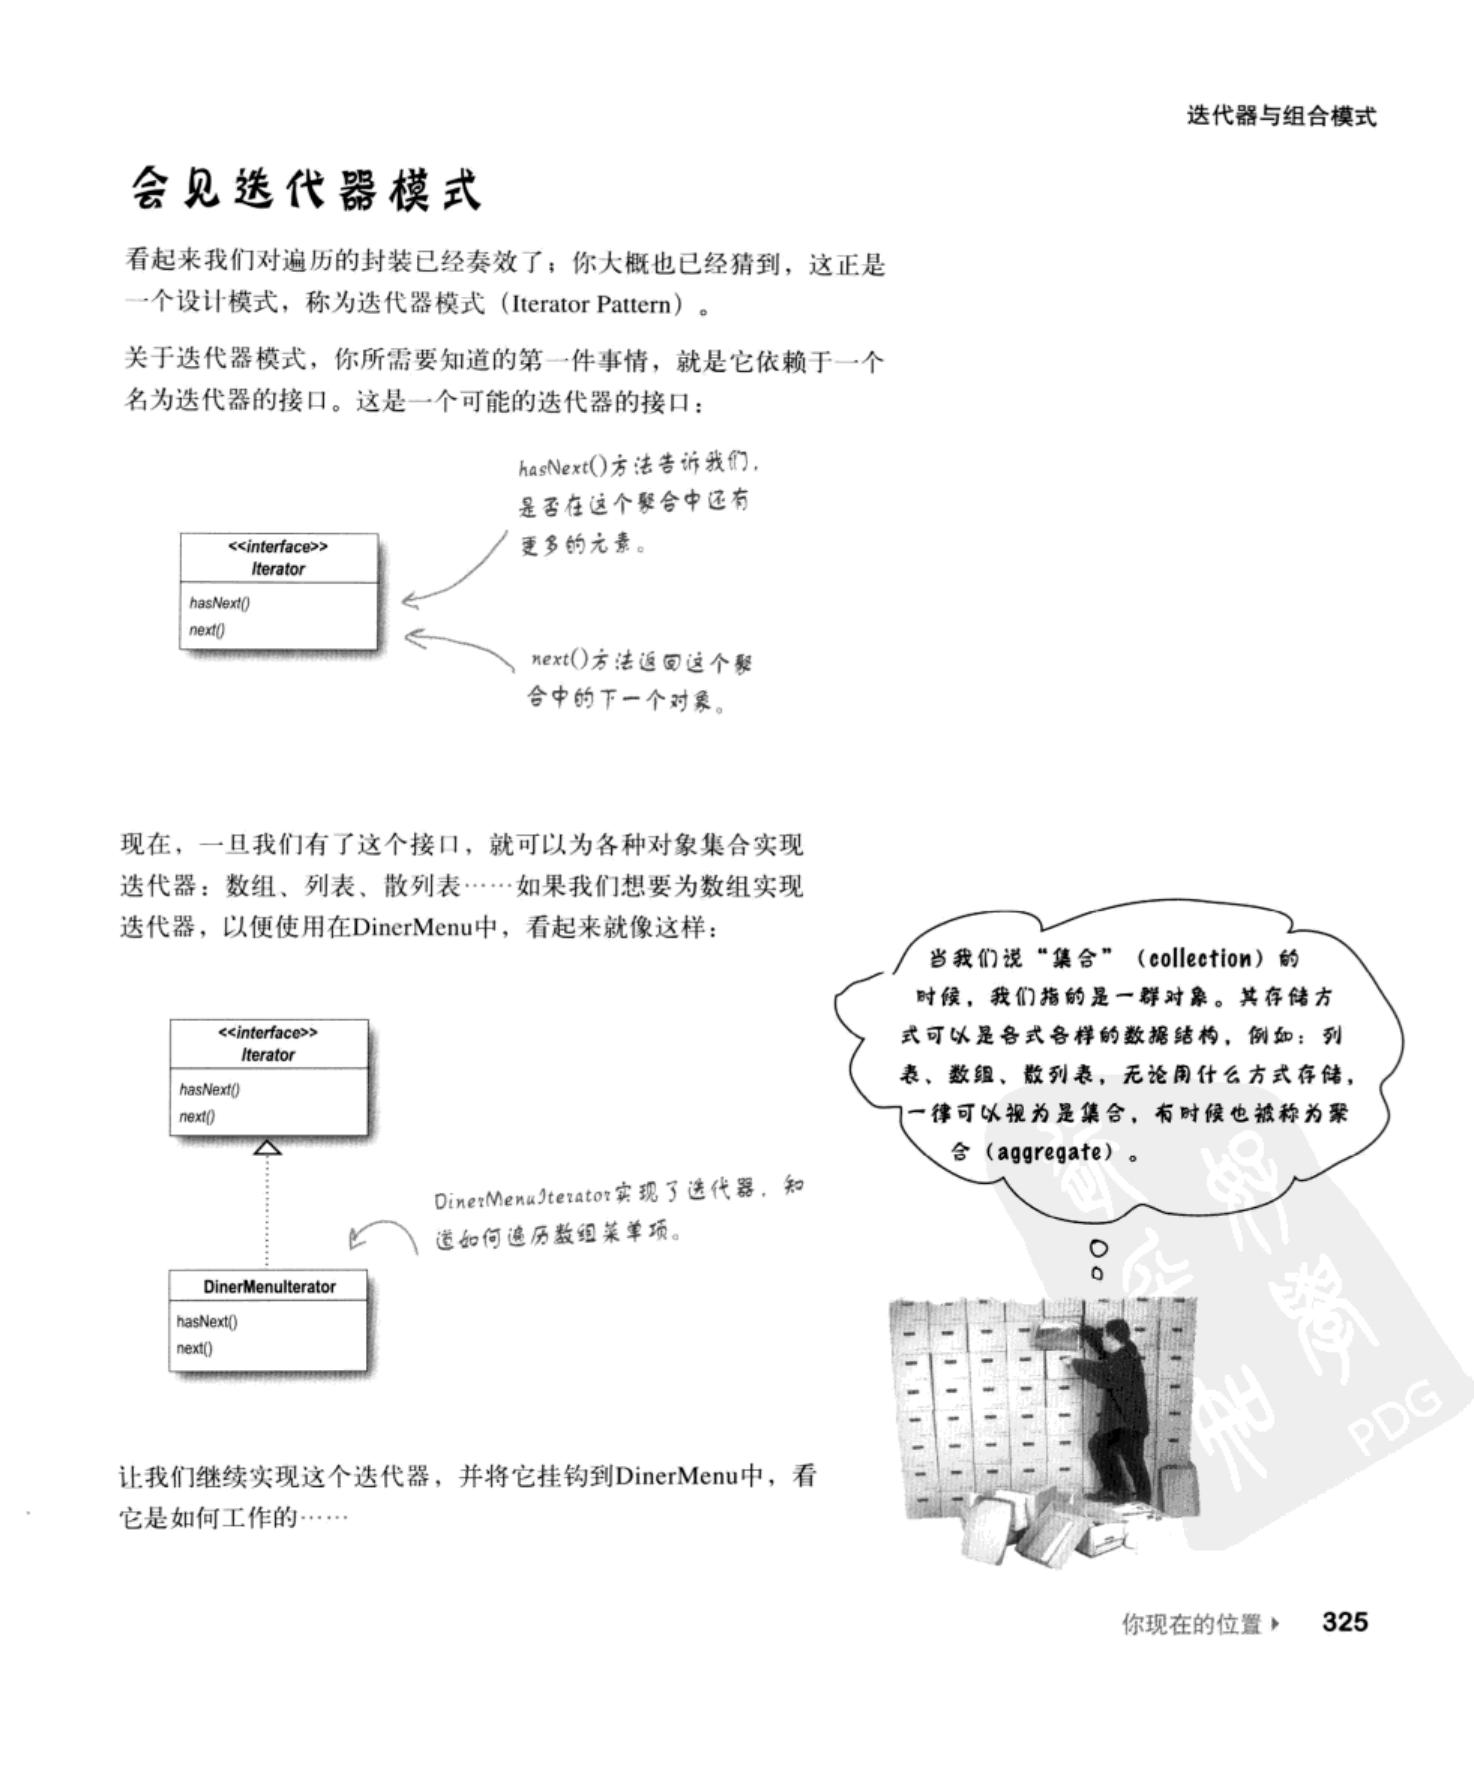 迭代器与组合模式
会见迭代器模式
看起来我们对遍历的封装已经奏效了；你大概也已经猜到，这正是
一个设计模式，称为迭代器模式（Iterator Pattern）。
关于迭代器模式，你所需要知道的第一件事情，就是它依赖于一个
名为迭代器的接口。这是一个可能的迭代器的接口：
hasNext()方法告诉我们，
是否在这个聚合中还有
更多的元素。
<<interface>>
Iterator
hasNext()
next()
next()方法返回这个聚
合中的下一个对象。
现在，一旦我们有了这个接口，就可以为各种对象集合实现
迭代器：数组、列表、散列表……如果我们想要为数组实现
迭代器，以便使用在DinerMenu中，看起来就像这样：
<<interface>>
Iterator
hasNext()
next()
DinerMenuIterator实现了迭代器，知
道如何遍历数组菜单项。
DinerMenuIterator
hasNext()
next()
当我们说“集合”（collection）的
时候，我们指的是一群对象。其存储方
式可以是各式各样的数据结构，例如：列
表、数组、散列表，无论用什么方式存储，
一律可以视为是集合，有时候也被称为聚
合（aggregate）。
让我们继续实现这个迭代器，并将它挂钩到DinerMenu中，看
它是如何工作的……
PDG
你现在的位置 ▸ 325